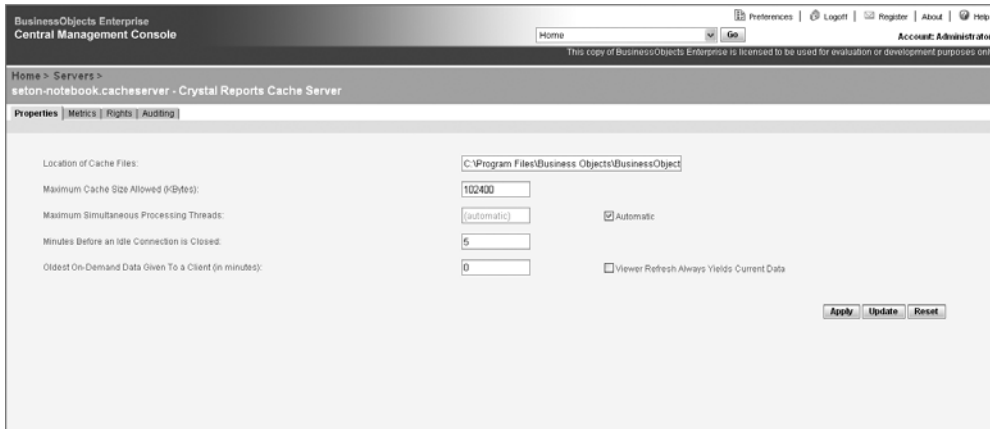 BusinessObjects Enterprise
Central Management Console
Preferences | Logoff | Register | About | Help
Home Go
Account: Administrator
This copy of BusinessObjects Enterprise is licensed to be used for evaluation or development purposes onl
Home > Servers >
seton-notebook.cacheserver - Crystal Reports Cache Server
Properties | Metrics | Rights | Auditing |
Location of Cache Files: C:\Program Files\Business Objects\BusinessObject
Maximum Cache Size Allowed (KBytes): 102400
Maximum Simultaneous Processing Threads: (automatic) Automatic
Minutes Before an Idle Connection is Closed: 5
Oldest On-Demand Data Given To a Client (in minutes): 0 Viewer Refresh Always Yields Current Data
Apply Update Reset